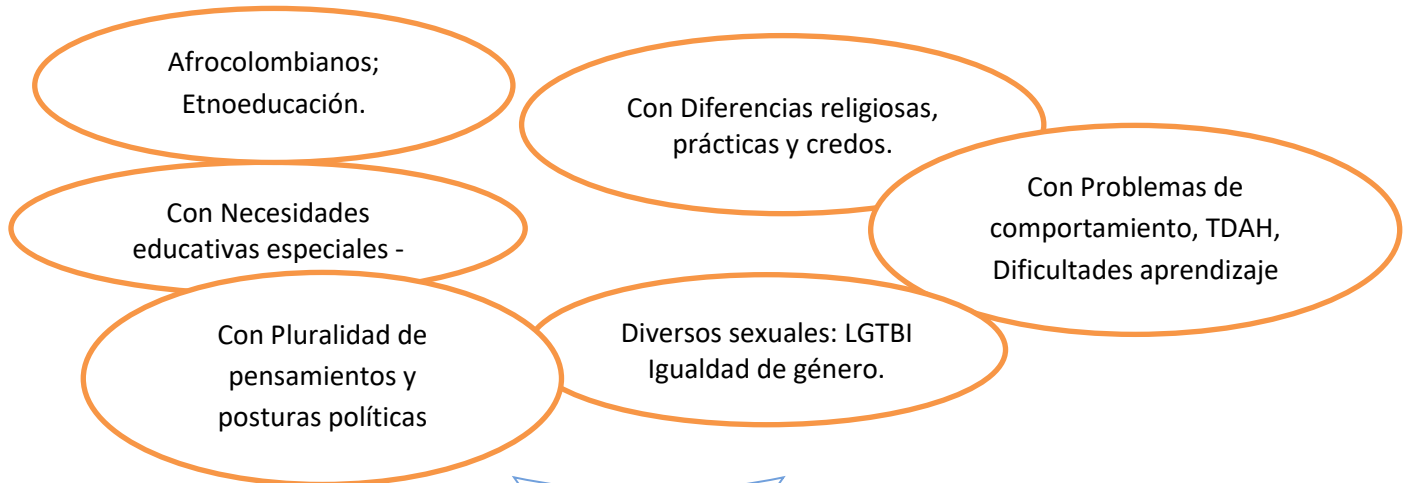 Afrocolombianos;
Etnoeducación.
Con Diferencias religiosas,
prácticas y credos.
Con Necesidades
educativas especiales -
Con Problemas de
comportamiento, TDAH,
Dificultades aprendizaje
Con Pluralidad de
pensamientos y
posturas políticas
Diversos sexuales: LGTBI
Igualdad de género.